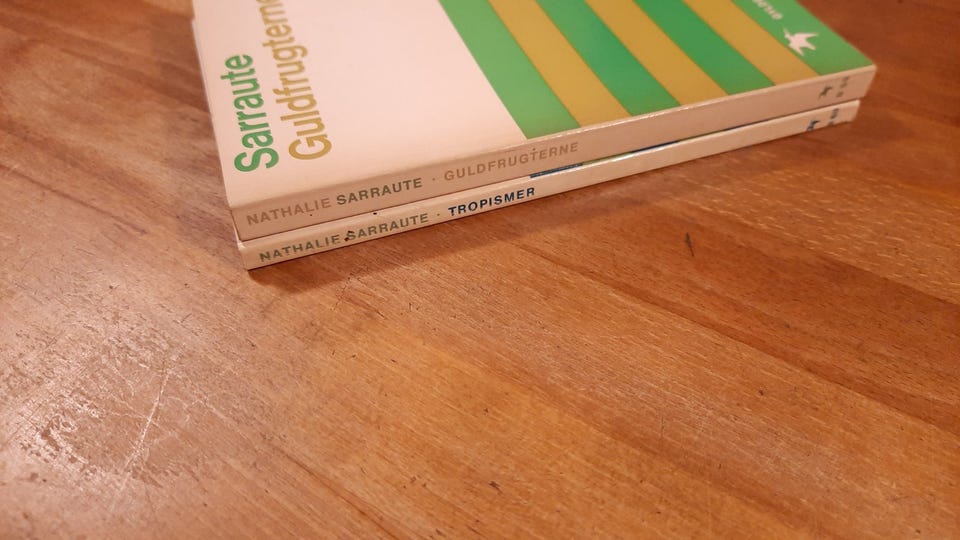 Sarraute
Guldfrugterne
NATHALIE SARRAUTE · GULDFRUGTERNE
NATHALIE SARRAUTE · TROPISMER